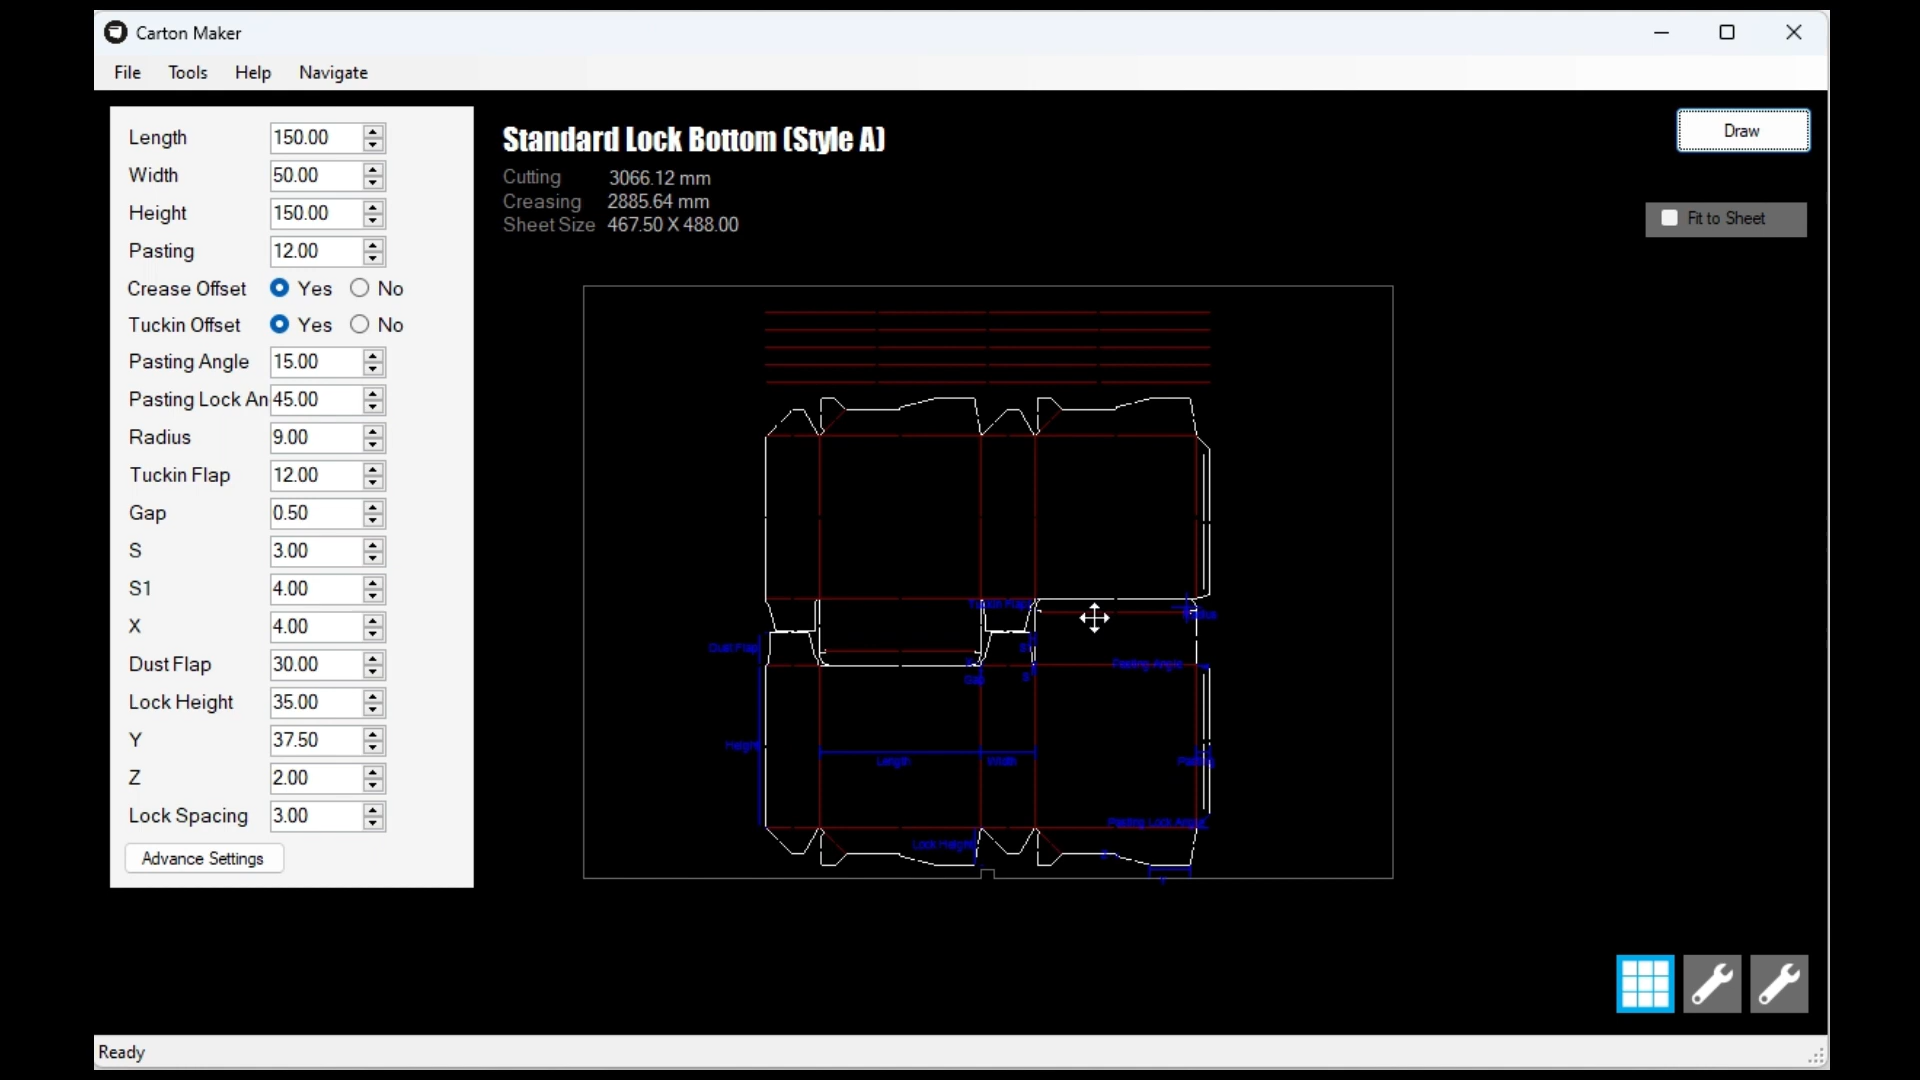 Carton Maker
File Tools Help Navigate
Length 150.00
Width 50.00
Height 150.00
Pasting 12.00
Crease Offset Yes No
Tuckin Offset Yes No
Pasting Angle 15.00
Pasting Lock An 45.00
Radius 9.00
Tuckin Flap 12.00
Gap 0.50
S 3.00
S1 4.00
X 4.00
Dust Flap 30.00
Lock Height 35.00
Y 37.50
Z 2.00
Lock Spacing 3.00
Advance Settings
Standard Lock Bottom (Style A)
Cutting 3066.12 mm
Creasing 2885.64 mm
Sheet Size 467.50 X 488.00
Draw
Fit to Sheet
Tuckin Flap
Radius
Dust Flap
Pasting Angle
Gap
Height
Length Width Pasting
Pasting Lock Angle
Lock Height
Ready